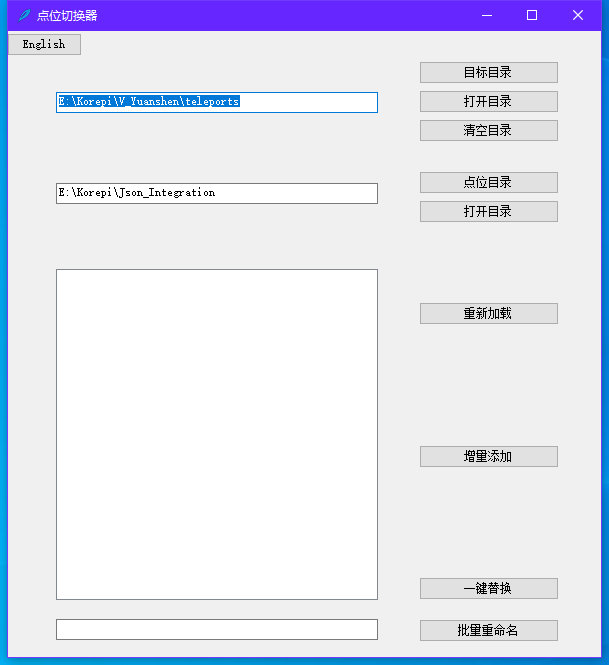 点位切换器
English
目标目录
E:\Korepi\V_Yuanshen\teleports
打开目录
清空目录
点位目录
E:\Korepi\Json_Integration
打开目录
重新加载
增量添加
一键替换
批量重命名